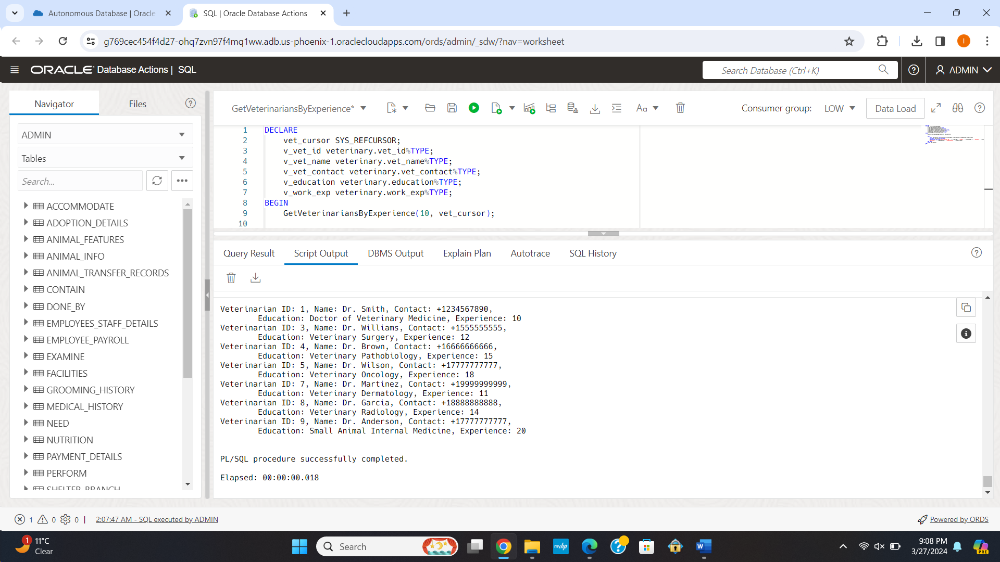 Autonomous Database | Oracle
SQL | Oracle Database Actions
g769cec454f4d27-ohq7zvn97f4mq1ww.adb.us-phoenix-1.oraclecloudapps.com/ords/admin/_sdw/?nav=worksheet
I
ORACLE Database Actions | SQL
Search Database (Ctrl+K)
ADMIN
Navigator
Files
ADMIN
Tables
Search...
ACCOMMODATE
ADOPTION_DETAILS
ANIMAL_FEATURES
ANIMAL_INFO
ANIMAL_TRANSFER_RECORDS
CONTAIN
DONE_BY
EMPLOYEES_STAFF_DETAILS
EMPLOYEE_PAYROLL
EXAMINE
FACILITIES
GROOMING_HISTORY
MEDICAL_HISTORY
NEED
NUTRITION
PAYMENT_DETAILS
PERFORM
SHELTER_BRANCH
GetVeterinariansByExperience*
Aa
Consumer group: LOW
Data Load
1 DECLARE
2 vet_cursor SYS_REFCURSOR;
3 v_vet_id veterinary.vet_id%TYPE;
4 v_vet_name veterinary.vet_name%TYPE;
5 v_vet_contact veterinary.vet_contact%TYPE;
6 v_education veterinary.education%TYPE;
7 v_work_exp veterinary.work_exp%TYPE;
8 BEGIN
9 GetVeterinariansByExperience(10, vet_cursor);
10
Query Result Script Output DBMS Output Explain Plan Autotrace SQL History
Veterinarian ID: 1, Name: Dr. Smith, Contact: +1234567890,
Education: Doctor of Veterinary Medicine, Experience: 10
Veterinarian ID: 3, Name: Dr. Williams, Contact: +1555555555,
Education: Veterinary Surgery, Experience: 12
Veterinarian ID: 4, Name: Dr. Brown, Contact: +16666666666,
Education: Veterinary Pathobiology, Experience: 15
Veterinarian ID: 5, Name: Dr. Wilson, Contact: +17777777777,
Education: Veterinary Oncology, Experience: 18
Veterinarian ID: 7, Name: Dr. Martinez, Contact: +19999999999,
Education: Veterinary Dermatology, Experience: 11
Veterinarian ID: 8, Name: Dr. Garcia, Contact: +18888888888,
Education: Veterinary Radiology, Experience: 14
Veterinarian ID: 9, Name: Dr. Anderson, Contact: +17777777777,
Education: Small Animal Internal Medicine, Experience: 20
PL/SQL procedure successfully completed.
Elapsed: 00:00:00.018
1 0 0 | 2:07:47 AM - SQL executed by ADMIN
Powered by ORDS
1
11°C
Clear
Search
myhp
W
9:08 PM
3/27/2024
PRE